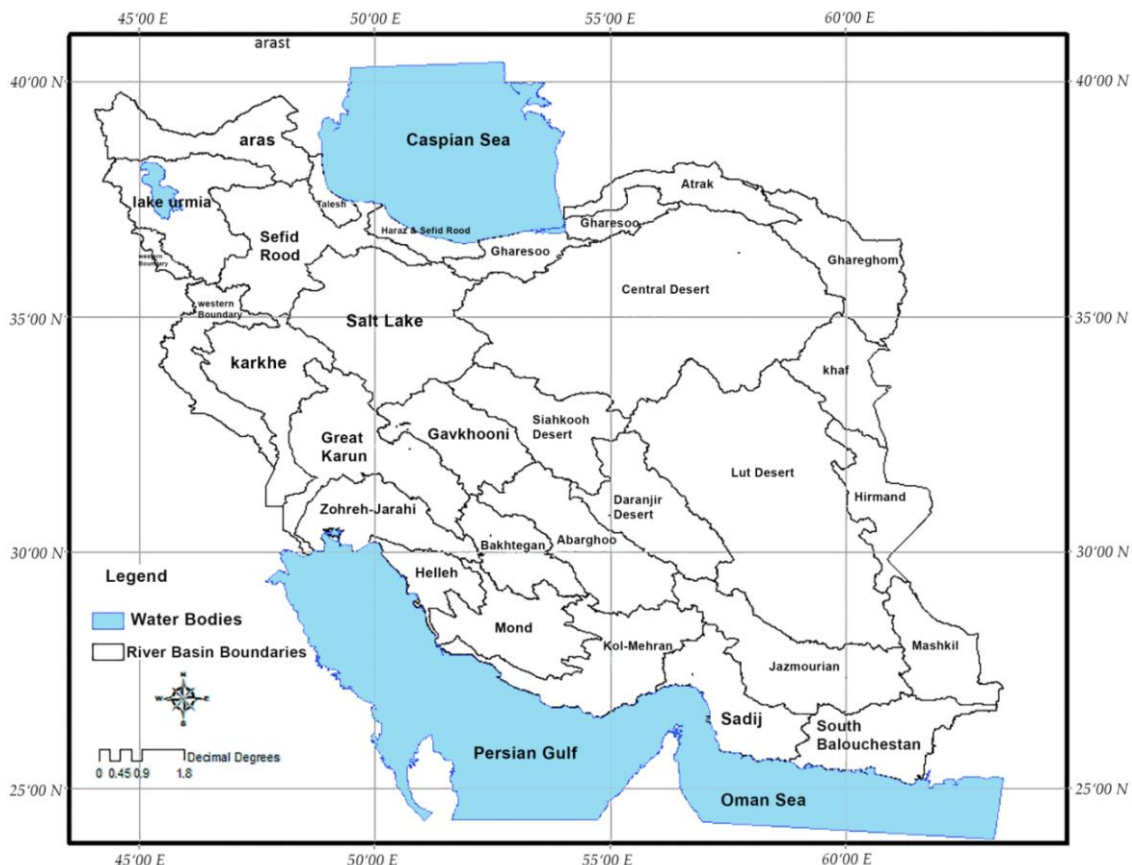 45°00' E 50°00' E 55°00' E 60°00' E
arast
40°00 N 40°00 N
Caspian Sea
aras
Atrak
lake urmia
Talesh
Gharesoo
Haraz & Sefid Rood
Sefid
Rood
Gharesoo
western
Boundary
Ghareghom
Central Desert
western
Boundary
35°00 N 35°00 N
Salt Lake
karkhe
khaf
Siahkooh
Desert
Gavkhooni
Great
Karun
Lut Desert
Daranjir
Desert
Hirmand
Zohreh-Jarahi
Abarghoo
Bakhtegan
30°00 N 30°00 N
Helleh
Legend
Water Bodies
Mond
Kol-Mehran
Mashkil
River Basin Boundaries
Jazmourian
N
W E
S
Sadij
South
Balouchestan
Persian Gulf
Decimal Degrees
0 0.45 0.9 1.8
25°00 N 25°00 N
Oman Sea
45°00' E 50°00' E 55°00' E 60°00' E